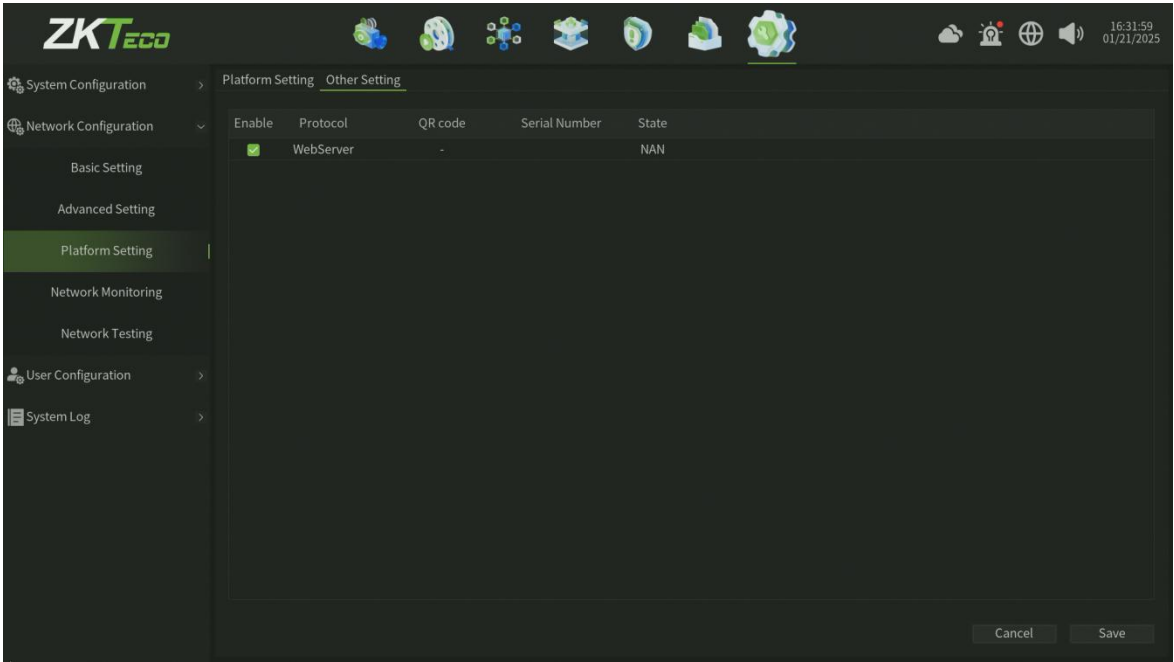 ZKTeco
16:31:59
01/21/2025
System Configuration
Network Configuration
Basic Setting
Advanced Setting
Platform Setting
Network Monitoring
Network Testing
User Configuration
System Log
Platform Setting Other Setting
Enable Protocol QR code Serial Number State
WebServer - NAN
Cancel Save